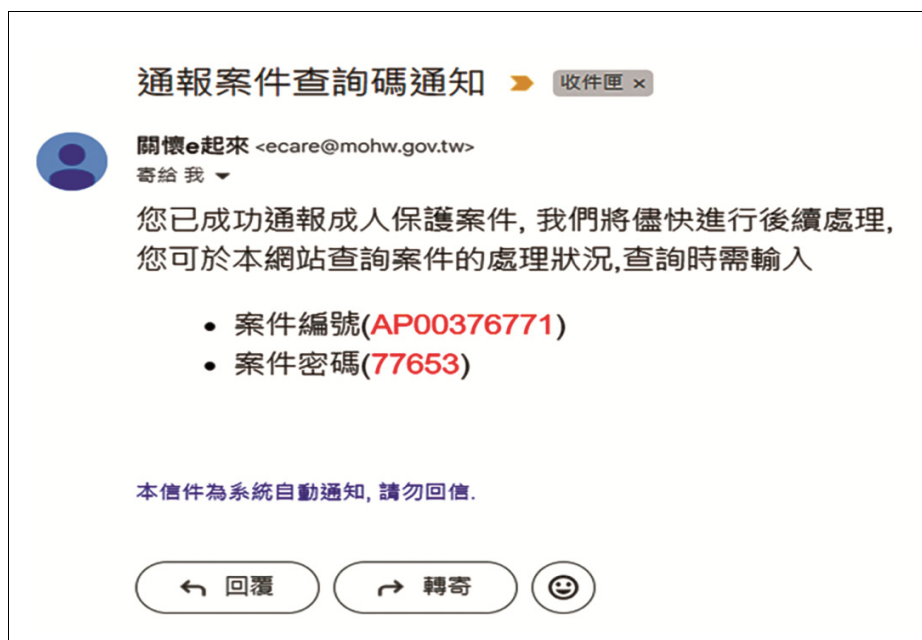 通報案件查詢碼通知 收件匣 ×
關懷e起來 <ecare@mohw.gov.tw>
寄給 我
您已成功通報成人保護案件, 我們將儘快進行後續處理,
您可於本網站查詢案件的處理狀況,查詢時需輸入
• 案件編號(AP00376771)
• 案件密碼(77653)
本信件為系統自動通知, 請勿回信.
回覆 轉寄